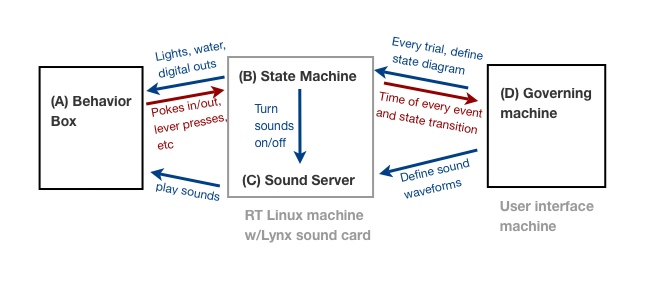 Lights, water,
digital outs
(A) Behavior
Box
Pokes in/out,
lever presses,
etc
play sounds
(B) State Machine
Turn
sounds
on/off
(C) Sound Server
RT Linux machine
w/Lynx sound card
Every trial, define
state diagram
Time of every event
and state transition
Define sound
waveforms
(D) Governing
machine
User interface
machine